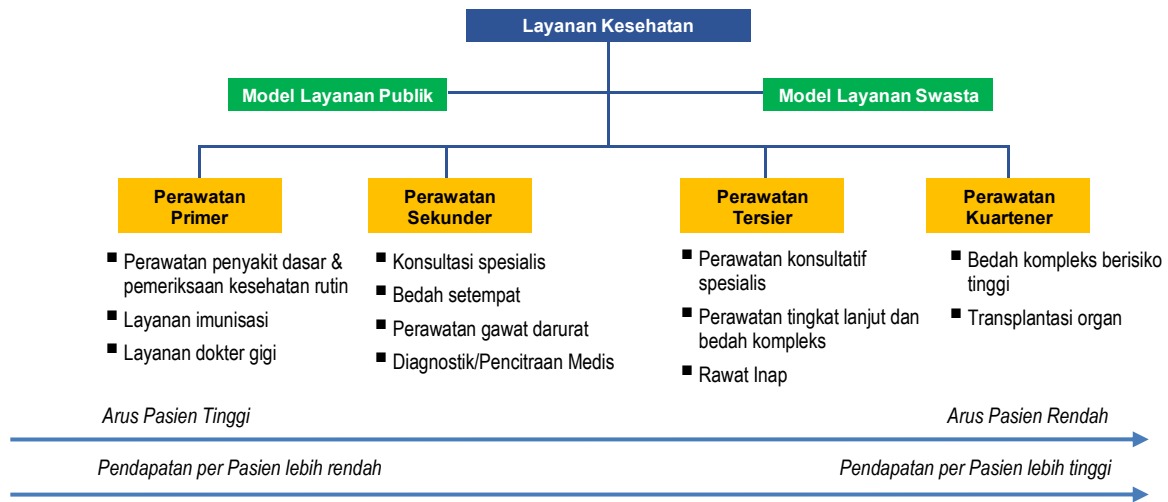 Layanan Kesehatan
Model Layanan Publik
Model Layanan Swasta
Perawatan
Primer
Perawatan
Sekunder
Perawatan
Tersier
Perawatan
Kuartener
▪ Perawatan penyakit dasar &
pemeriksaan kesehatan rutin
▪ Layanan imunisasi
▪ Layanan dokter gigi
▪ Konsultasi spesialis
▪ Bedah setempat
▪ Perawatan gawat darurat
▪ Diagnostik/Pencitraan Medis
▪ Perawatan konsultatif
spesialis
▪ Perawatan tingkat lanjut dan
bedah kompleks
▪ Rawat Inap
▪ Bedah kompleks berisiko
tinggi
▪ Transplantasi organ
Arus Pasien Tinggi
Arus Pasien Rendah
Pendapatan per Pasien lebih rendah
Pendapatan per Pasien lebih tinggi